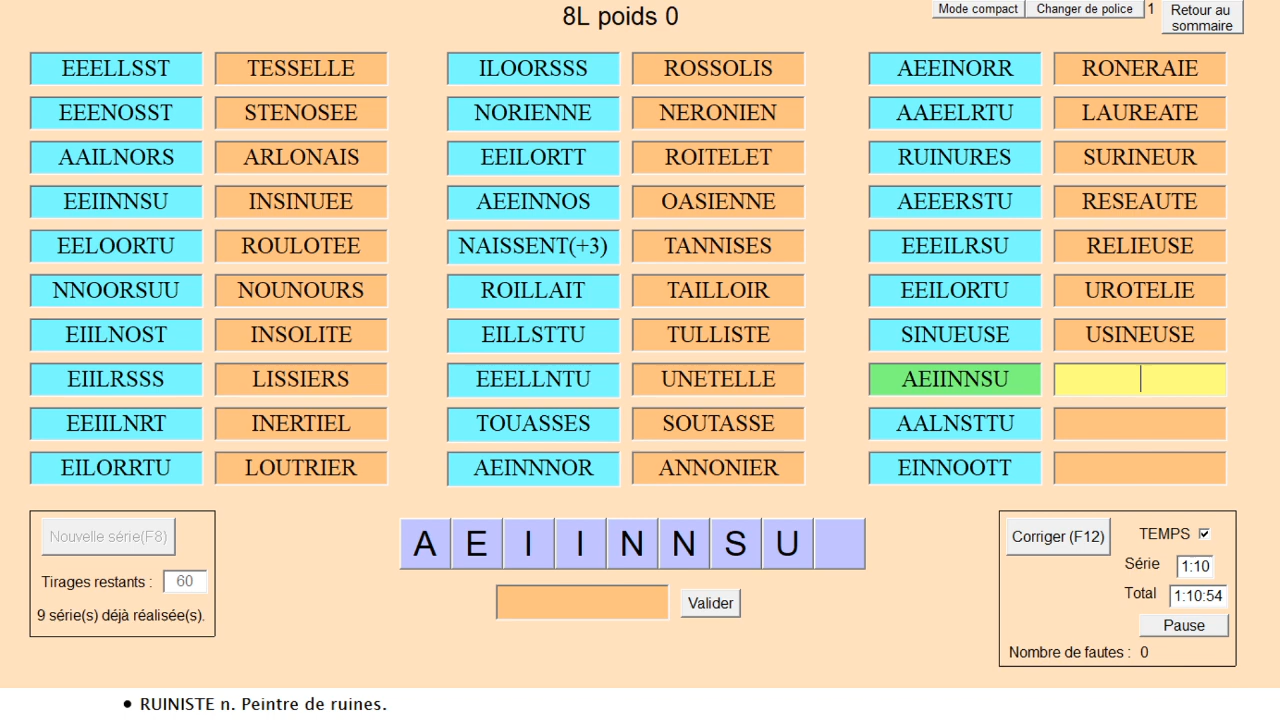 8L poids 0
Mode compact
Changer de police
1
Retour au
sommaire
EEELLSST TESSELLE ILOORSSS ROSSOLIS AEEINORR RONERAIE
EEENOSST STENOSEE NORIENNE NERONIEN AAEELRTU LAUREATE
AAILNORS ARLONAIS EEILORTT ROITELET RUINURES SURINEUR
EEIINNSU INSINUEE AEEINNOS OASIENNE AEEERSTU RESEAUTE
EELOORTU ROULOTEE NAISSENT(+3) TANNISES EEEILRSU RELIEUSE
NNOORSUU NOUNOURS ROILLAIT TAILLOIR EEILORTU UROTELIE
EIILNOST INSOLITE EILLSTTU TULLISTE SINUEUSE USINEUSE
EIILRSSS LISSIERS EEELLNTU UNETELLE AEIINNSU
EEIILNRT INERTIEL TOUASSES SOUTASSE AALNSTTU
EILORRTU LOUTRIER AEINNNOR ANNONIER EINNOOTT
Nouvelle série(F8)
Tirages restants : 60
9 série(s) déjà réalisée(s).
A E I I N N S U
Valider
Corriger (F12)
TEMPS
Série 1:10
Total 1:10:54
Pause
Nombre de fautes : 0
• RUINISTE n. Peintre de ruines.